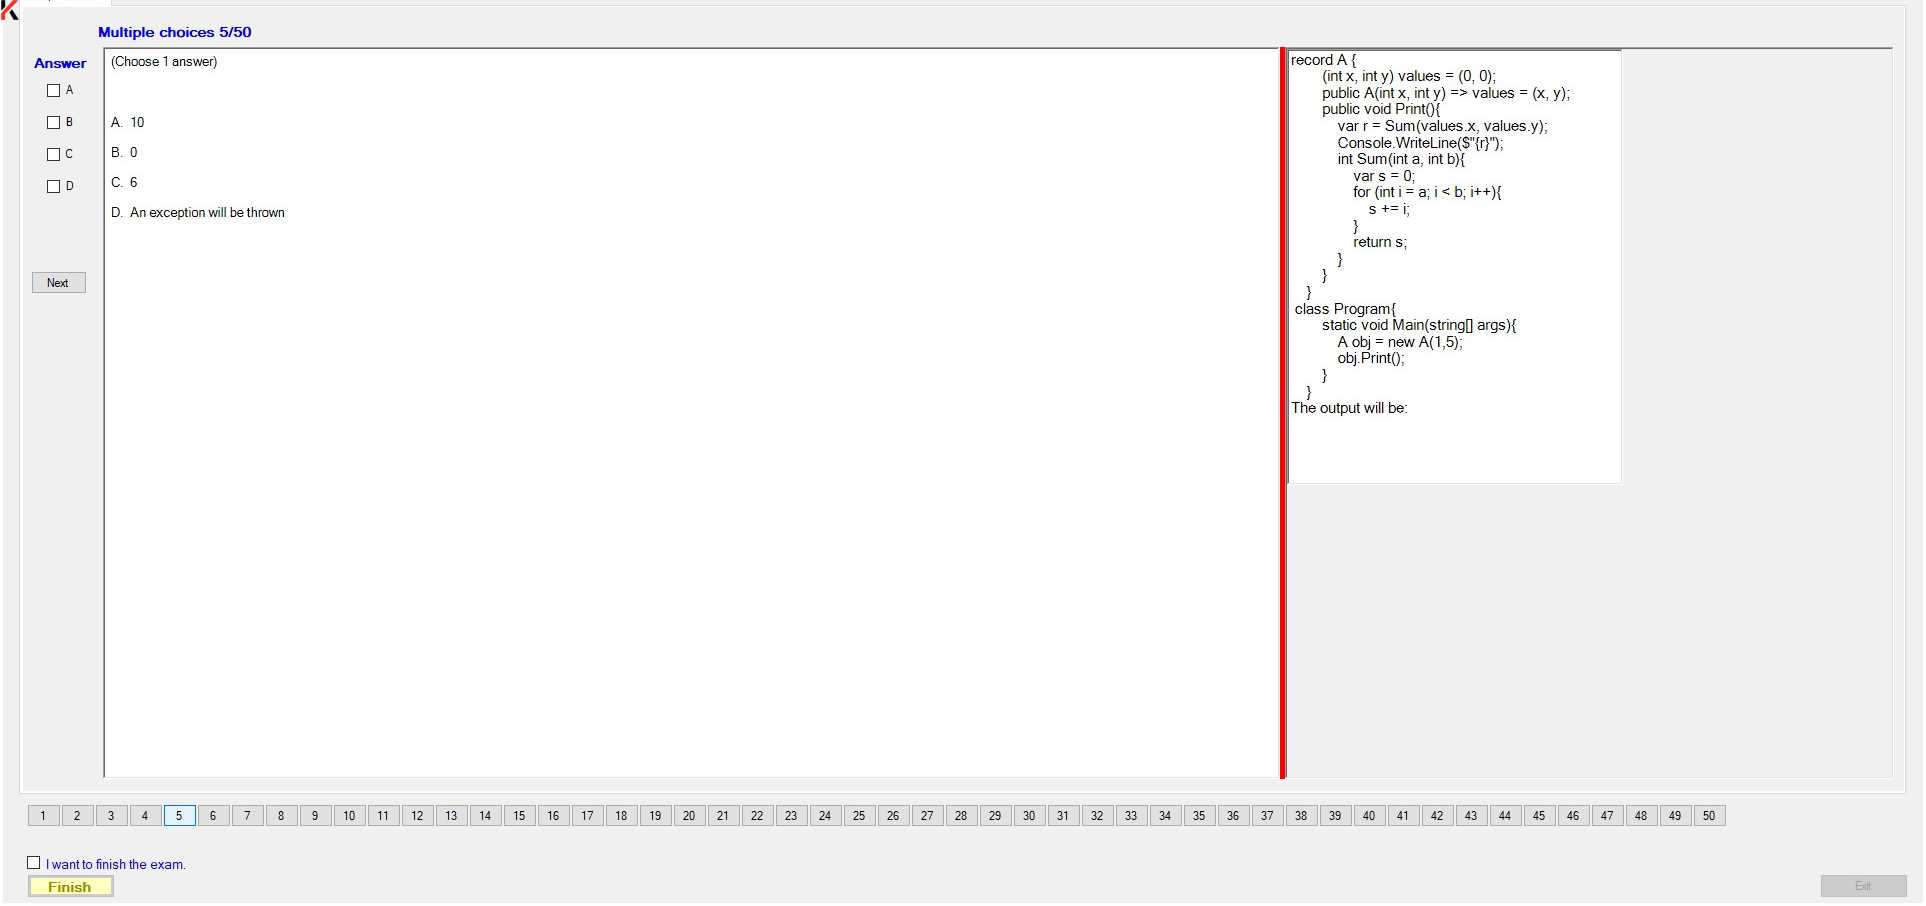 Multiple choices 5/50
Answer
(Choose 1 answer)
A
B
C
D
A. 10
B. 0
C. 6
D. An exception will be thrown
Next
record A {
(int x, int y) values = (0, 0);
public A(int x, int y) => values = (x, y);
public void Print(){
var r = Sum(values.x, values.y);
Console.WriteLine($"{r}");
int Sum(int a, int b){
var s = 0;
for (int i = a; i < b; i++){
s += i;
}
return s;
}
}
}
class Program{
static void Main(string[] args){
A obj = new A(1,5);
obj.Print();
}
}
The output will be:
1 2 3 4 5 6 7 8 9 10 11 12 13 14 15 16 17 18 19 20 21 22 23 24 25 26 27 28 29 30 31 32 33 34 35 36 37 38 39 40 41 42 43 44 45 46 47 48 49 50
I want to finish the exam.
Finish
Exit